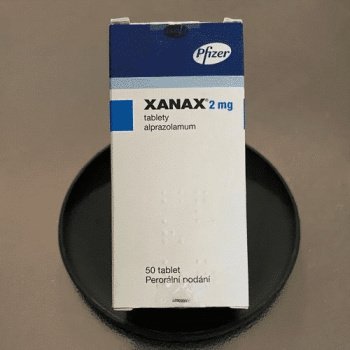 Pfizer
XANAX® 2 mg
tablety
alprazolamum
50 tablet
Perorální podání